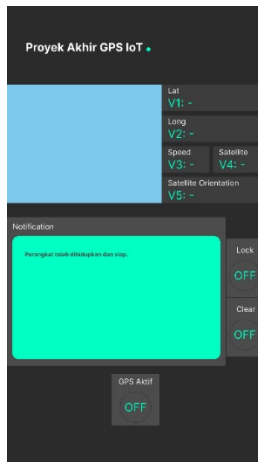 Proyek Akhir GPS IoT
Lat
V1: -
Long
V2: -
Speed
V3: -
Satellite
V4: -
Satellite Orientation
V5: -
Notification
Perangkat telah dihidupkan dan siap.
Lock
OFF
Clear
OFF
GPS Aktif
OFF